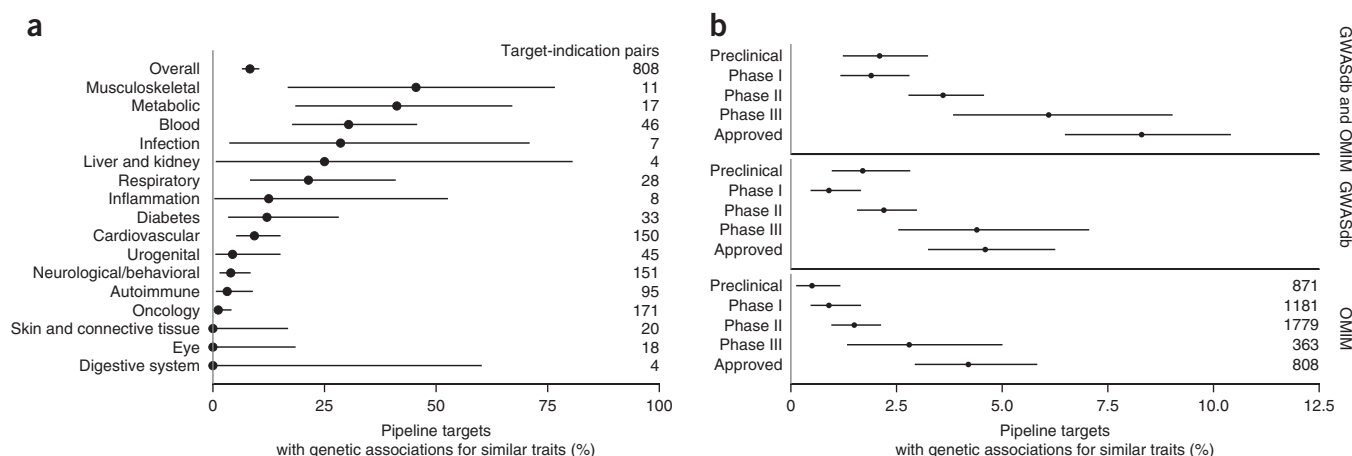 a
Target-indication pairs
Overall 808
Musculoskeletal 11
Metabolic 17
Blood 46
Infection 7
Liver and kidney 4
Respiratory 28
Inflammation 8
Diabetes 33
Cardiovascular 150
Urogenital 45
Neurological/behavioral 151
Autoimmune 95
Oncology 171
Skin and connective tissue 20
Eye 18
Digestive system 4
0 25 50 75 100
Pipeline targets
with genetic associations for similar traits (%)
b
Preclinical
Phase I
Phase II
Phase III
Approved
GWASdb and OMIM
Preclinical
Phase I
Phase II
Phase III
Approved
GWASdb
Preclinical 871
Phase I 1181
Phase II 1779
Phase III 363
Approved 808
OMIM
0 2.5 5.0 7.5 10.0 12.5
Pipeline targets
with genetic associations for similar traits (%)